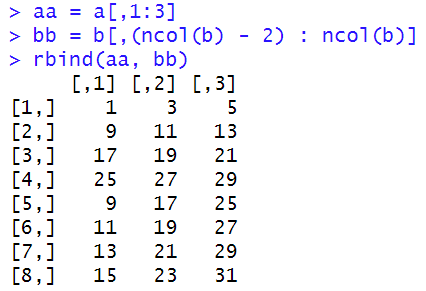 > aa = a[,1:3]
> bb = b[,(ncol(b) - 2) : ncol(b)]
> rbind(aa, bb)
     [,1] [,2] [,3]
[1,]    1    3    5
[2,]    9   11   13
[3,]   17   19   21
[4,]   25   27   29
[5,]    9   17   25
[6,]   11   19   27
[7,]   13   21   29
[8,]   15   23   31